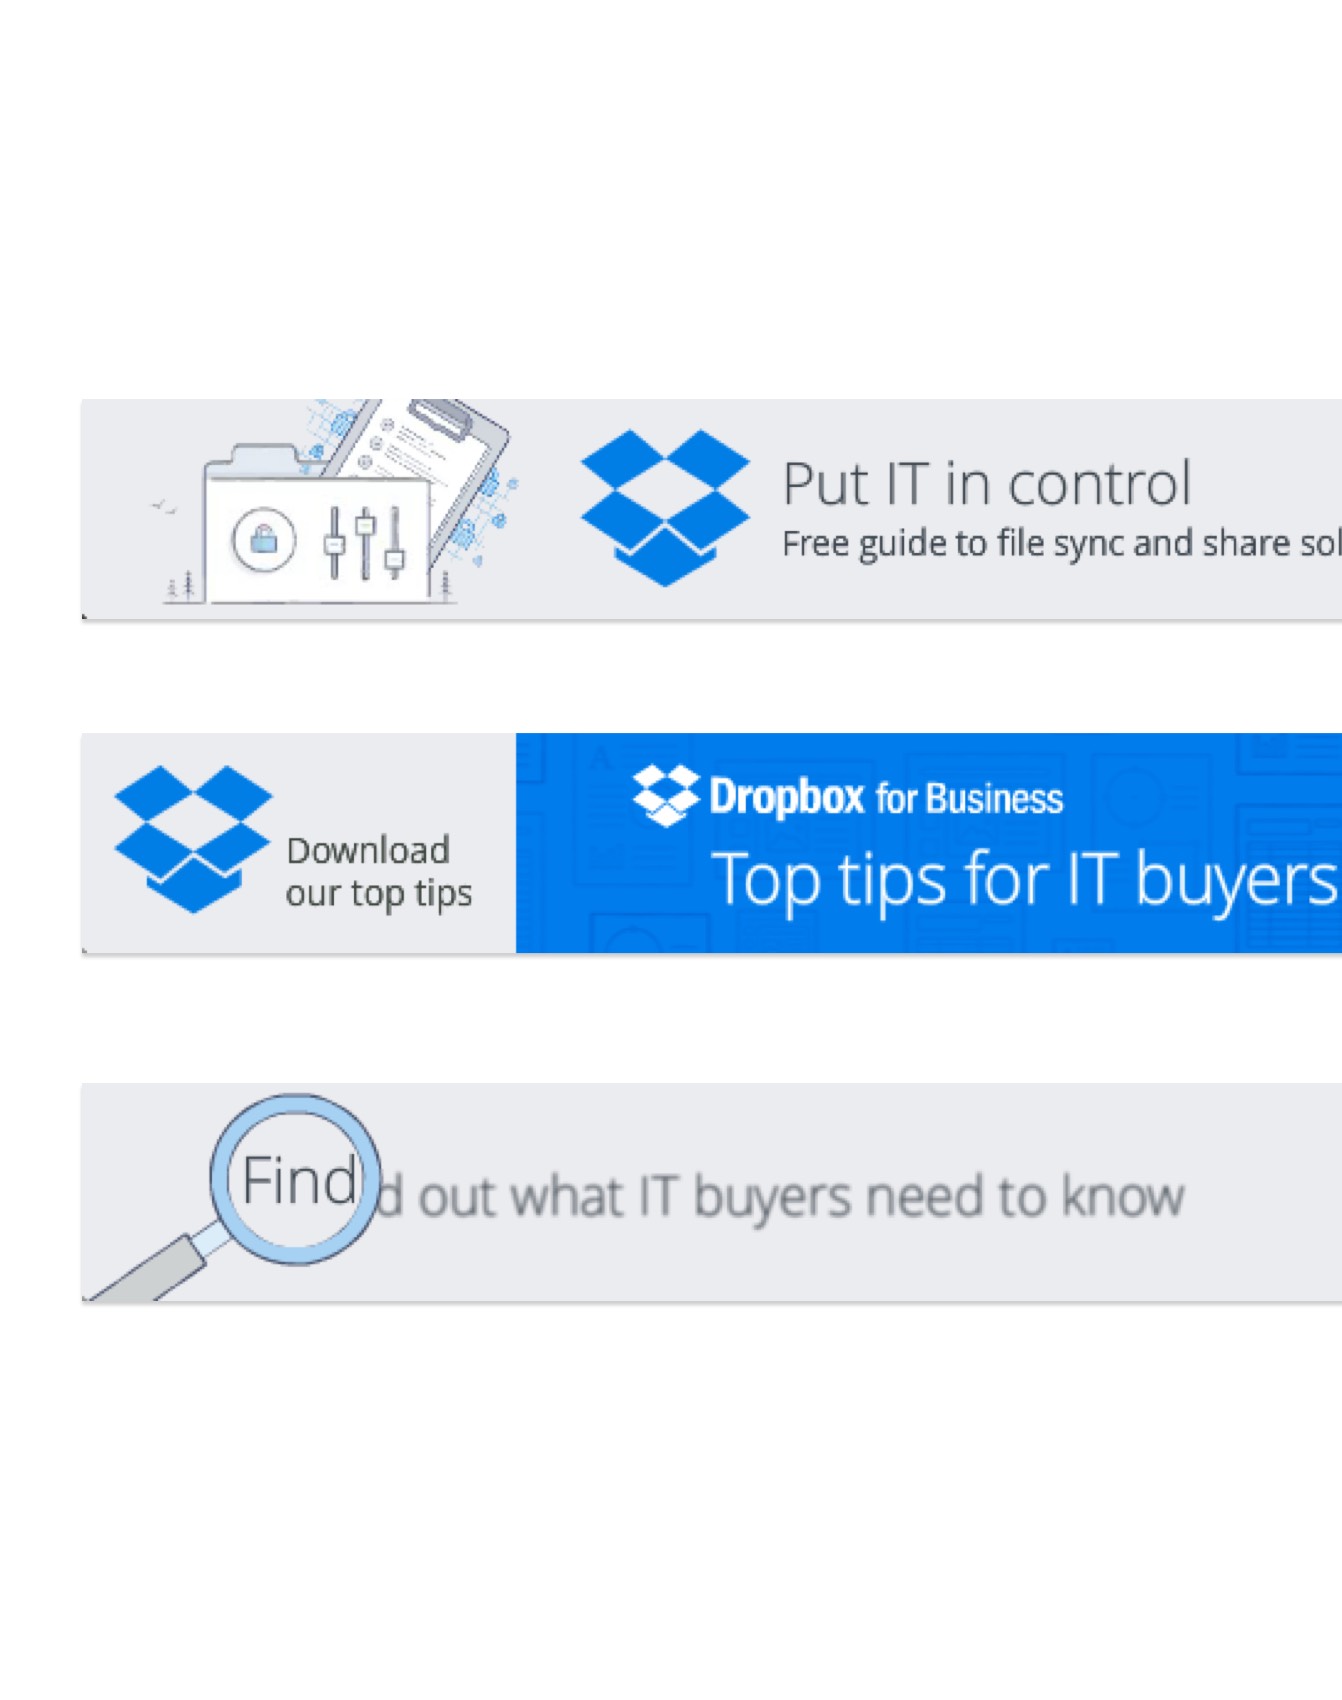 Put IT in control
Free guide to file sync and share sol
Download
our top tips
Dropbox for Business
Top tips for IT buyers
Find
d out what IT buyers need to know